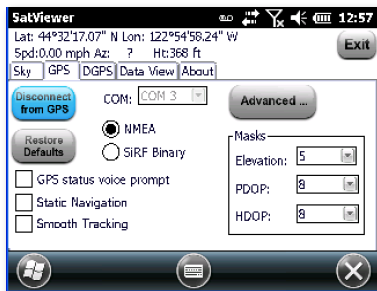 SatViewer 12:57
Lat: 44°32'17.07" N Lon: 122°54'58.24" W
Spd:0.00 mph Az: ? Ht:368 ft
Exit
Sky GPS DGPS Data View About
Disconnect from GPS
COM: COM 3
Advanced ...
NMEA
Restore Defaults
SiRF Binary
Masks
Elevation: 5
GPS status voice prompt
PDOP: 8
Static Navigation
HDOP: 8
Smooth Tracking